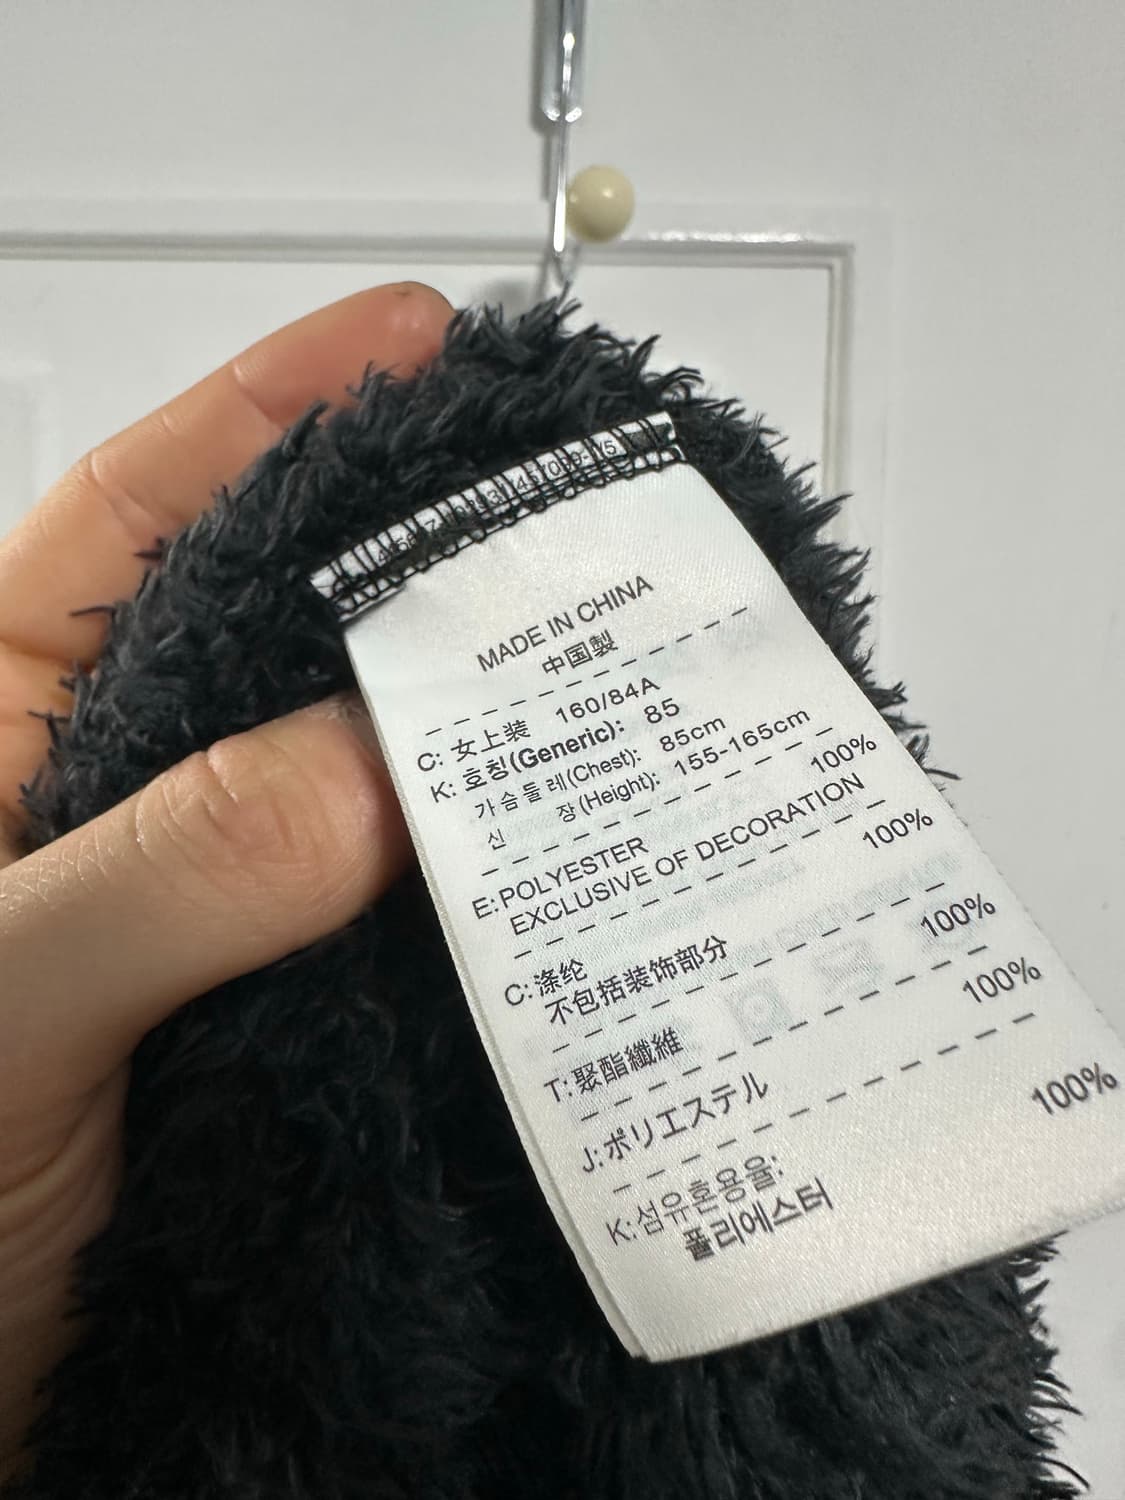 MADE IN CHINA
中国製
C: 女上装 160/84A
K: 호칭(Generic): 85
가슴둘레(Chest): 85cm
신 장(Height): 155-165cm
E: POLYESTER 100%
EXCLUSIVE OF DECORATION
C: 涤纶 100%
不包括装饰部分
T: 聚酯纖維 100%
J: ポリエステル 100%
K: 섬유혼용율:
폴리에스터 100%